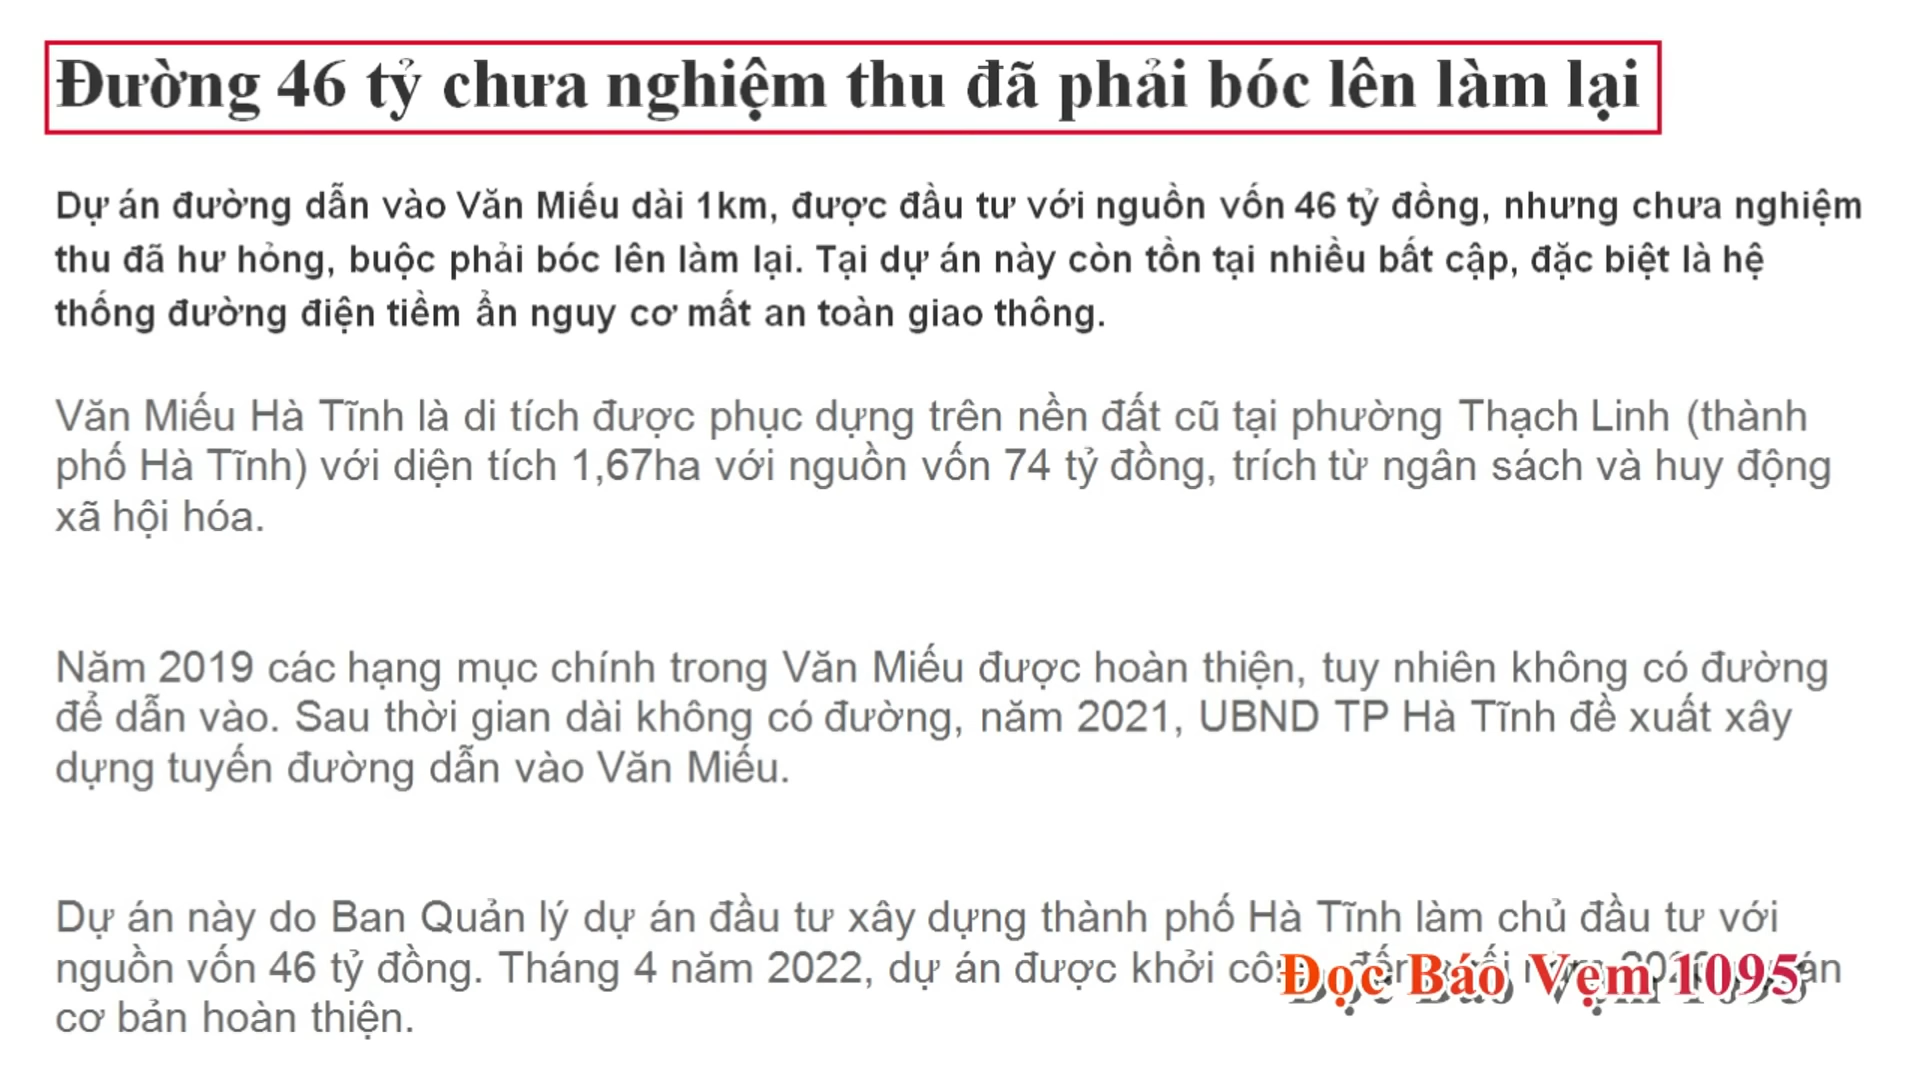 Đường 46 tỷ chưa nghiệm thu đã phải bóc lên làm lại
Dự án đường dẫn vào Văn Miếu dài 1km, được đầu tư với nguồn vốn 46 tỷ đồng, nhưng chưa nghiệm
thu đã hư hỏng, buộc phải bóc lên làm lại. Tại dự án này còn tồn tại nhiều bất cập, đặc biệt là hệ
thống đường điện tiềm ẩn nguy cơ mất an toàn giao thông.
Văn Miếu Hà Tĩnh là di tích được phục dựng trên nền đất cũ tại phường Thạch Linh (thành
phố Hà Tĩnh) với diện tích 1,67ha với nguồn vốn 74 tỷ đồng, trích từ ngân sách và huy động
xã hội hóa.
Năm 2019 các hạng mục chính trong Văn Miếu được hoàn thiện, tuy nhiên không có đường
để dẫn vào. Sau thời gian dài không có đường, năm 2021, UBND TP Hà Tĩnh đề xuất xây
dựng tuyến đường dẫn vào Văn Miếu.
Dự án này do Ban Quản lý dự án đầu tư xây dựng thành phố Hà Tĩnh làm chủ đầu tư với
nguồn vốn 46 tỷ đồng. Tháng 4 năm 2022, dự án được khởi án
Đọc Báo Vẹm 1095
cơ bản hoàn thiện.